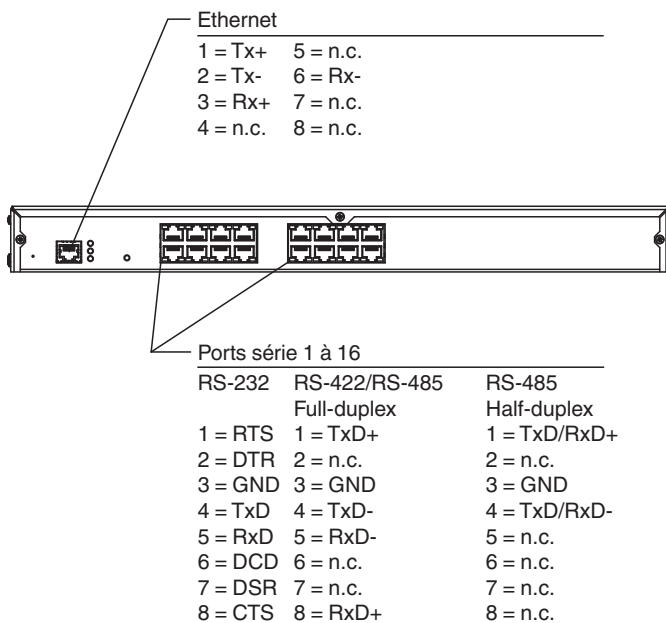 Ethernet
1 = Tx+ 5 = n.c.
2 = Tx- 6 = Rx-
3 = Rx+ 7 = n.c.
4 = n.c. 8 = n.c.
Ports série 1 à 16
RS-232 RS-422/RS-485 RS-485
Full-duplex Half-duplex
1 = RTS 1 = TxD+ 1 = TxD/RxD+
2 = DTR 2 = n.c. 2 = n.c.
3 = GND 3 = GND 3 = GND
4 = TxD 4 = TxD- 4 = TxD/RxD-
5 = RxD 5 = RxD- 5 = n.c.
6 = DCD 6 = n.c. 6 = n.c.
7 = DSR 7 = n.c. 7 = n.c.
8 = CTS 8 = RxD+ 8 = n.c.